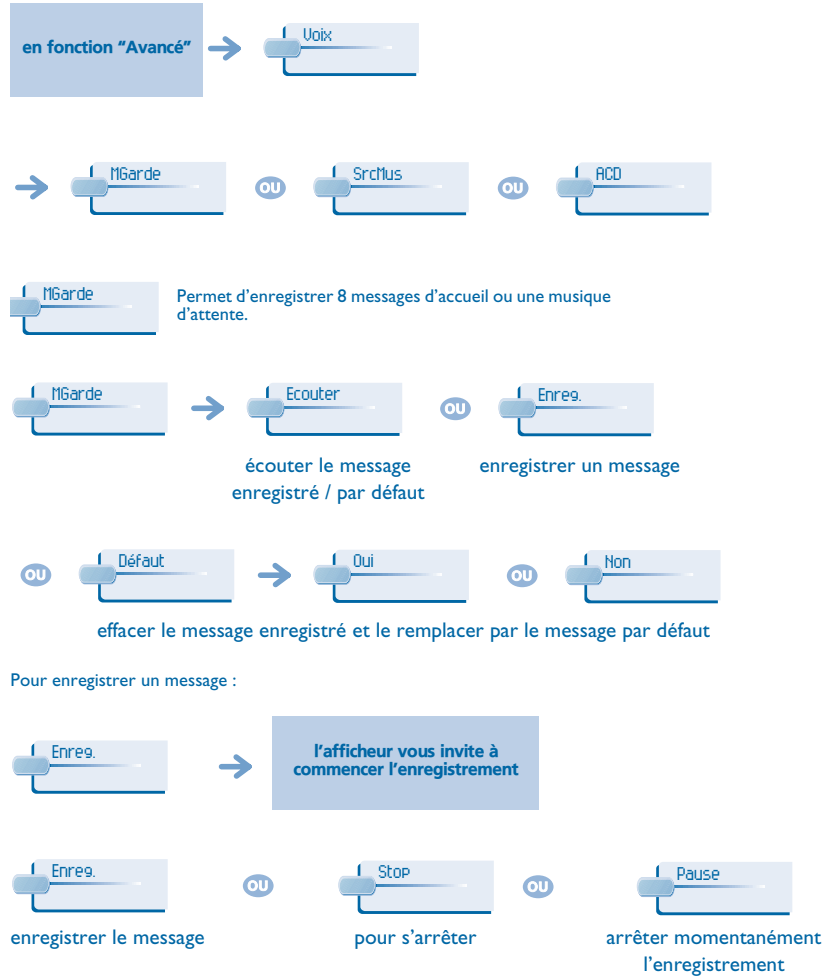 en fonction “Avancé”
Voix
MGarde
OU
SrcMus
OU
ACD
MGarde
Permet d’enregistrer 8 messages d’accueil ou une musique
d’attente.
MGarde
Ecouter
OU
Enreg.
écouter le message
enregistré / par défaut
enregistrer un message
OU
Défaut
Oui
OU
Non
effacer le message enregistré et le remplacer par le message par défaut
Pour enregistrer un message :
Enreg.
l’afficheur vous invite à
commencer l’enregistrement
Enreg.
OU
Stop
OU
Pause
enregistrer le message
pour s’arrêter
arrêter momentanément
l’enregistrement